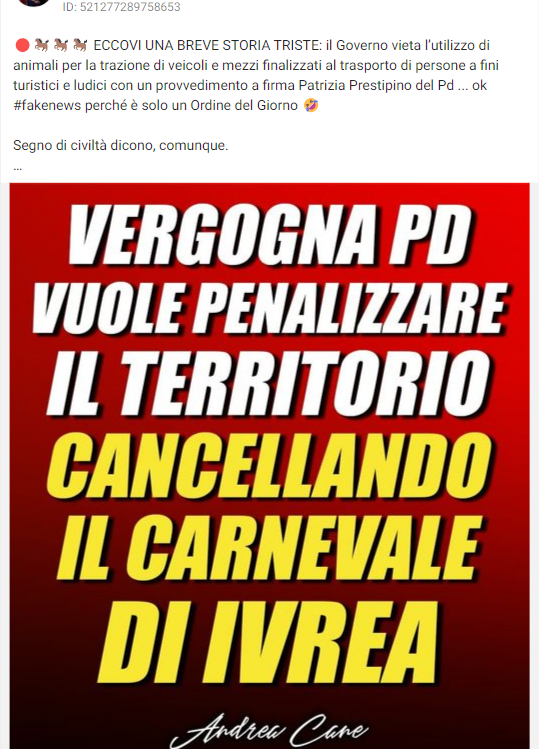 ID: 521277289758653
🔴🐎🐎🐎 ECCOVI UNA BREVE STORIA TRISTE: il Governo vieta l'utilizzo di
animali per la trazione di veicoli e mezzi finalizzati al trasporto di persone a fini
turistici e ludici con un provvedimento a firma Patrizia Prestipino del Pd ... ok
#fakenews perché è solo un Ordine del Giorno 🤣
Segno di civiltà dicono, comunque.
...
VERGOGNA PD
VUOLE PENALIZZARE
IL TERRITORIO
CANCELLANDO
IL CARNEVALE
DI IVREA
Andrea Cane